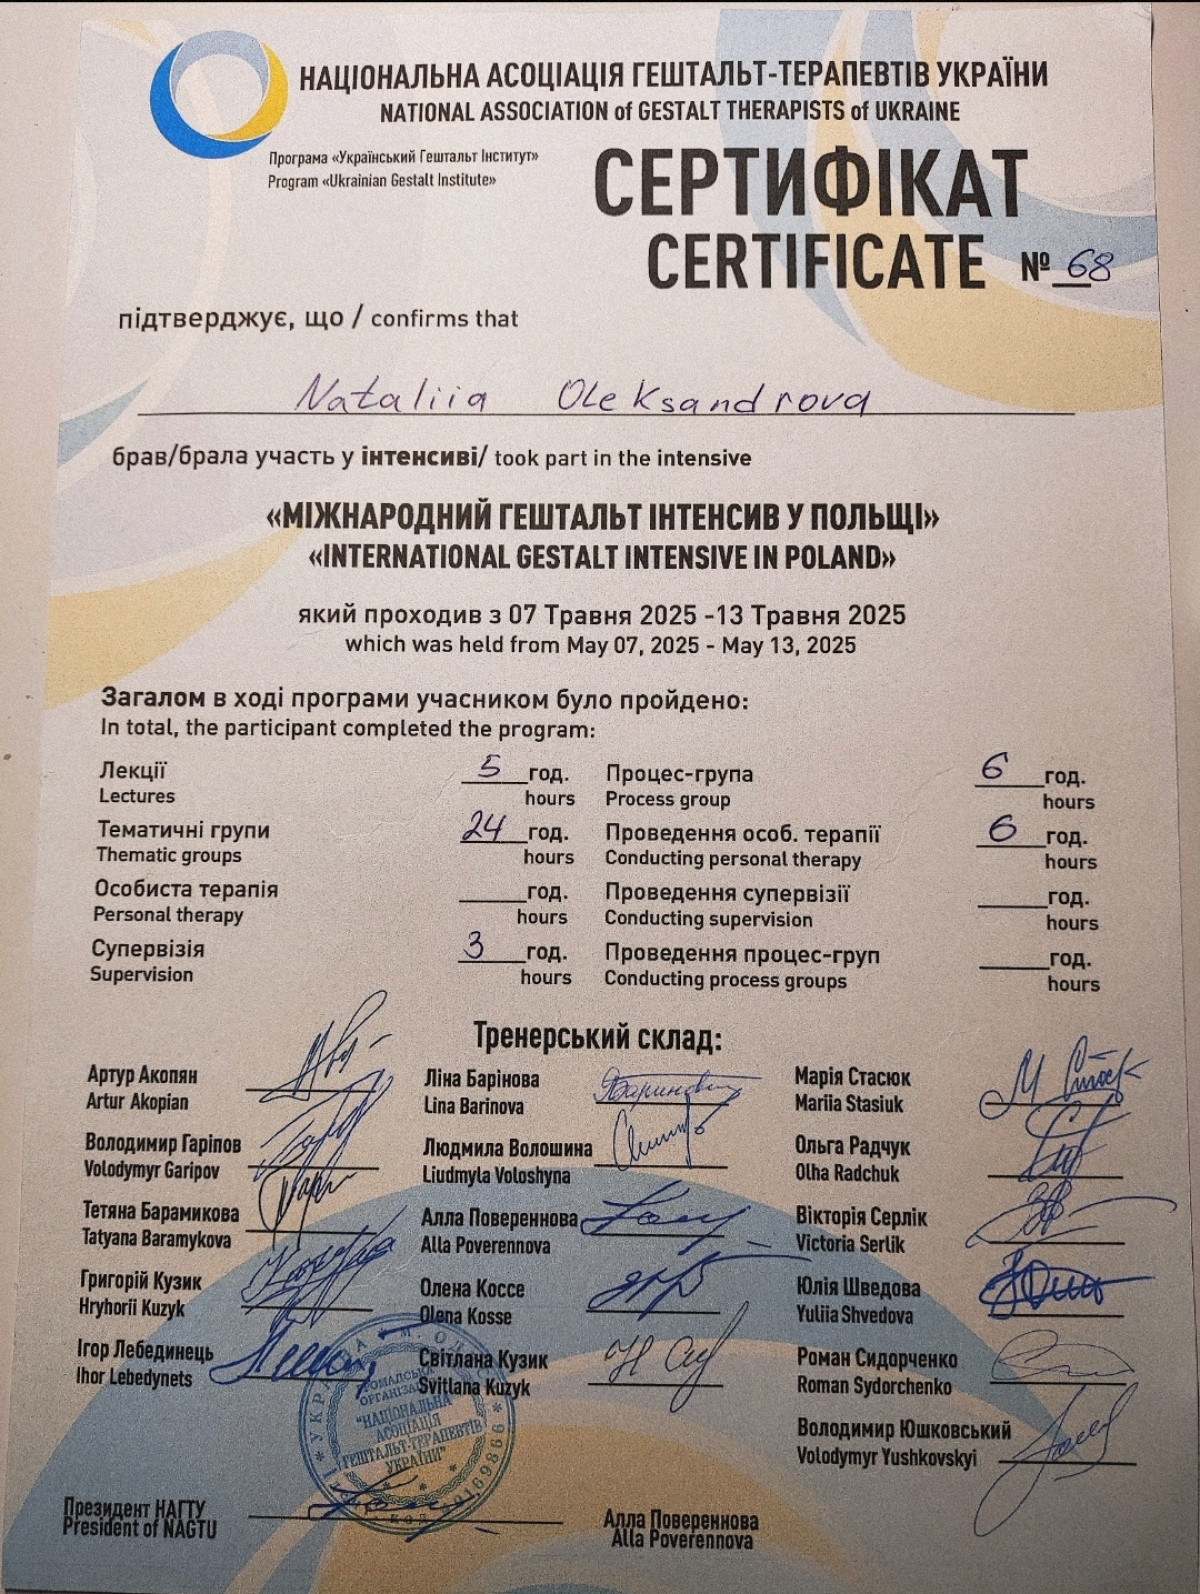 НАЦІОНАЛЬНА АСОЦІАЦІЯ ГЕШТАЛЬТ-ТЕРАПЕВТІВ УКРАЇНИ
NATIONAL ASSOCIATION of GESTALT THERAPISTS of UKRAINE
Програма «Український Гештальт Інститут»
Program «Ukrainian Gestalt Institute»
СЕРТИФІКАТ
CERTIFICATE № 68
підтверджує, що / confirms that
Nataliia Oleksandrova
брав/брала участь у інтенсиві/ took part in the intensive
«МІЖНАРОДНИЙ ГЕШТАЛЬТ ІНТЕНСИВ У ПОЛЬЩІ»
«INTERNATIONAL GESTALT INTENSIVE IN POLAND»
який проходив з 07 Травня 2025 -13 Травня 2025
which was held from May 07, 2025 - May 13, 2025
Загалом в ході програми учасником було пройдено:
In total, the participant completed the program:
Лекції 5 год. Процес-група 6 год.
Lectures hours Process group hours
Тематичні групи 24 год. Проведення особ. терапії 6 год.
Thematic groups hours Conducting personal therapy hours
Особиста терапія год. Проведення супервізії год.
Personal therapy hours Conducting supervision hours
Супервізія 3 год. Проведення процес-груп год.
Supervision hours Conducting process groups hours
Тренерський склад:
Артур Акопян Ліна Барінова Марія Стасюк
Artur Akopian Lina Barinova Mariia Stasiuk
Володимир Гаріпов Людмила Волошина Ольга Радчук
Volodymyr Garipov Liudmyla Voloshyna Olha Radchuk
Тетяна Барамикова Алла Повереннова Вікторія Серлік
Tatyana Baramykova Alla Poverennova Victoria Serlik
Григорій Кузик Олена Коссе Юлія Шведова
Hryhorii Kuzyk Olena Kosse Yuliia Shvedova
Ігор Лебединець Світлана Кузик Роман Сидорченко
Ihor Lebedynets Svitlana Kuzyk Roman Sydorchenko
Володимир Юшковський
Volodymyr Yushkovskyi
ГРОМАДСЬКА
ОРГАНІЗАЦІЯ
"НАЦІОНАЛЬНА
АСОЦІАЦІЯ
ГЕШТАЛЬТ-ТЕРАПЕВТІВ
УКРАЇНИ"
Президент НАГТУ Алла Повереннова
President of NAGTU Alla Poverennova